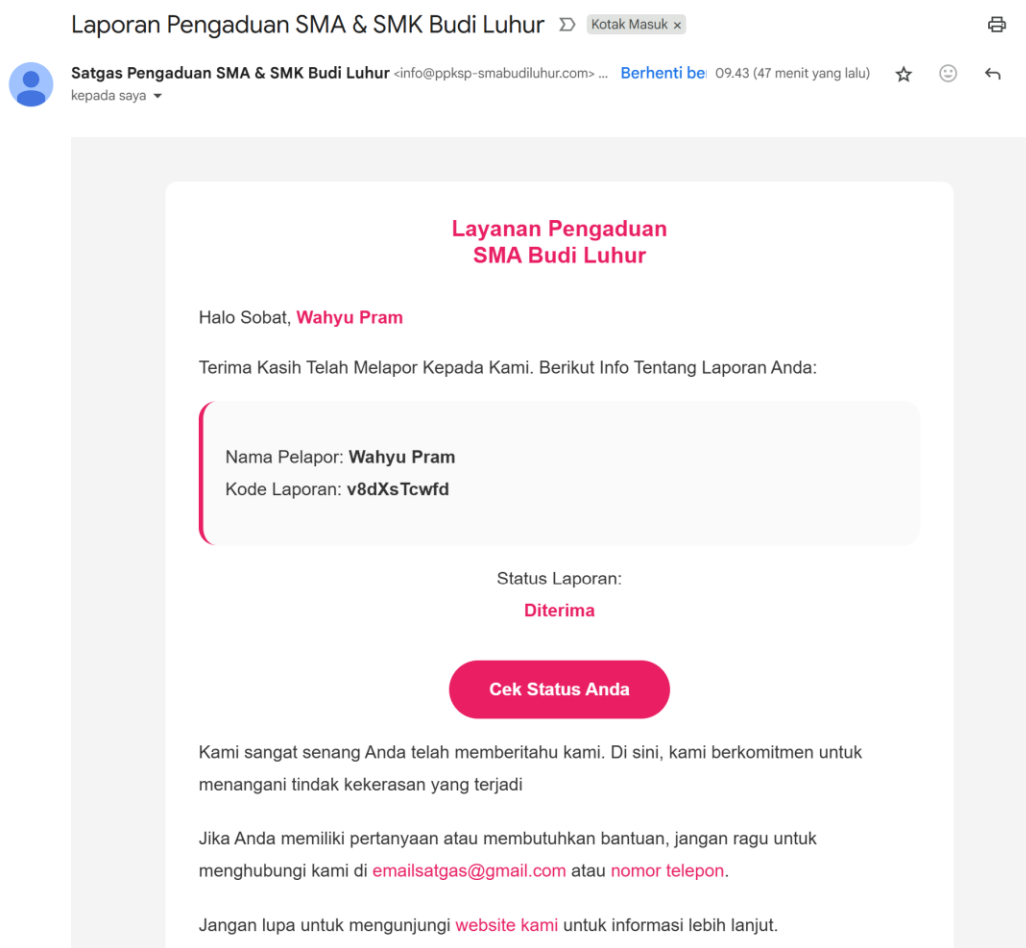 Laporan Pengaduan SMA & SMK Budi Luhur Kotak Masuk ×
Satgas Pengaduan SMA & SMK Budi Luhur <info@ppksp-smabudiluhur.com> ... Berhenti be 09.43 (47 menit yang lalu)
kepada saya
Layanan Pengaduan
SMA Budi Luhur
Halo Sobat, Wahyu Pram
Terima Kasih Telah Melapor Kepada Kami. Berikut Info Tentang Laporan Anda:
Nama Pelapor: Wahyu Pram
Kode Laporan: v8dXsTcwfd
Status Laporan:
Diterima
Cek Status Anda
Kami sangat senang Anda telah memberitahu kami. Di sini, kami berkomitmen untuk
menangani tindak kekerasan yang terjadi
Jika Anda memiliki pertanyaan atau membutuhkan bantuan, jangan ragu untuk
menghubungi kami di emailsatgas@gmail.com atau nomor telepon.
Jangan lupa untuk mengunjungi website kami untuk informasi lebih lanjut.